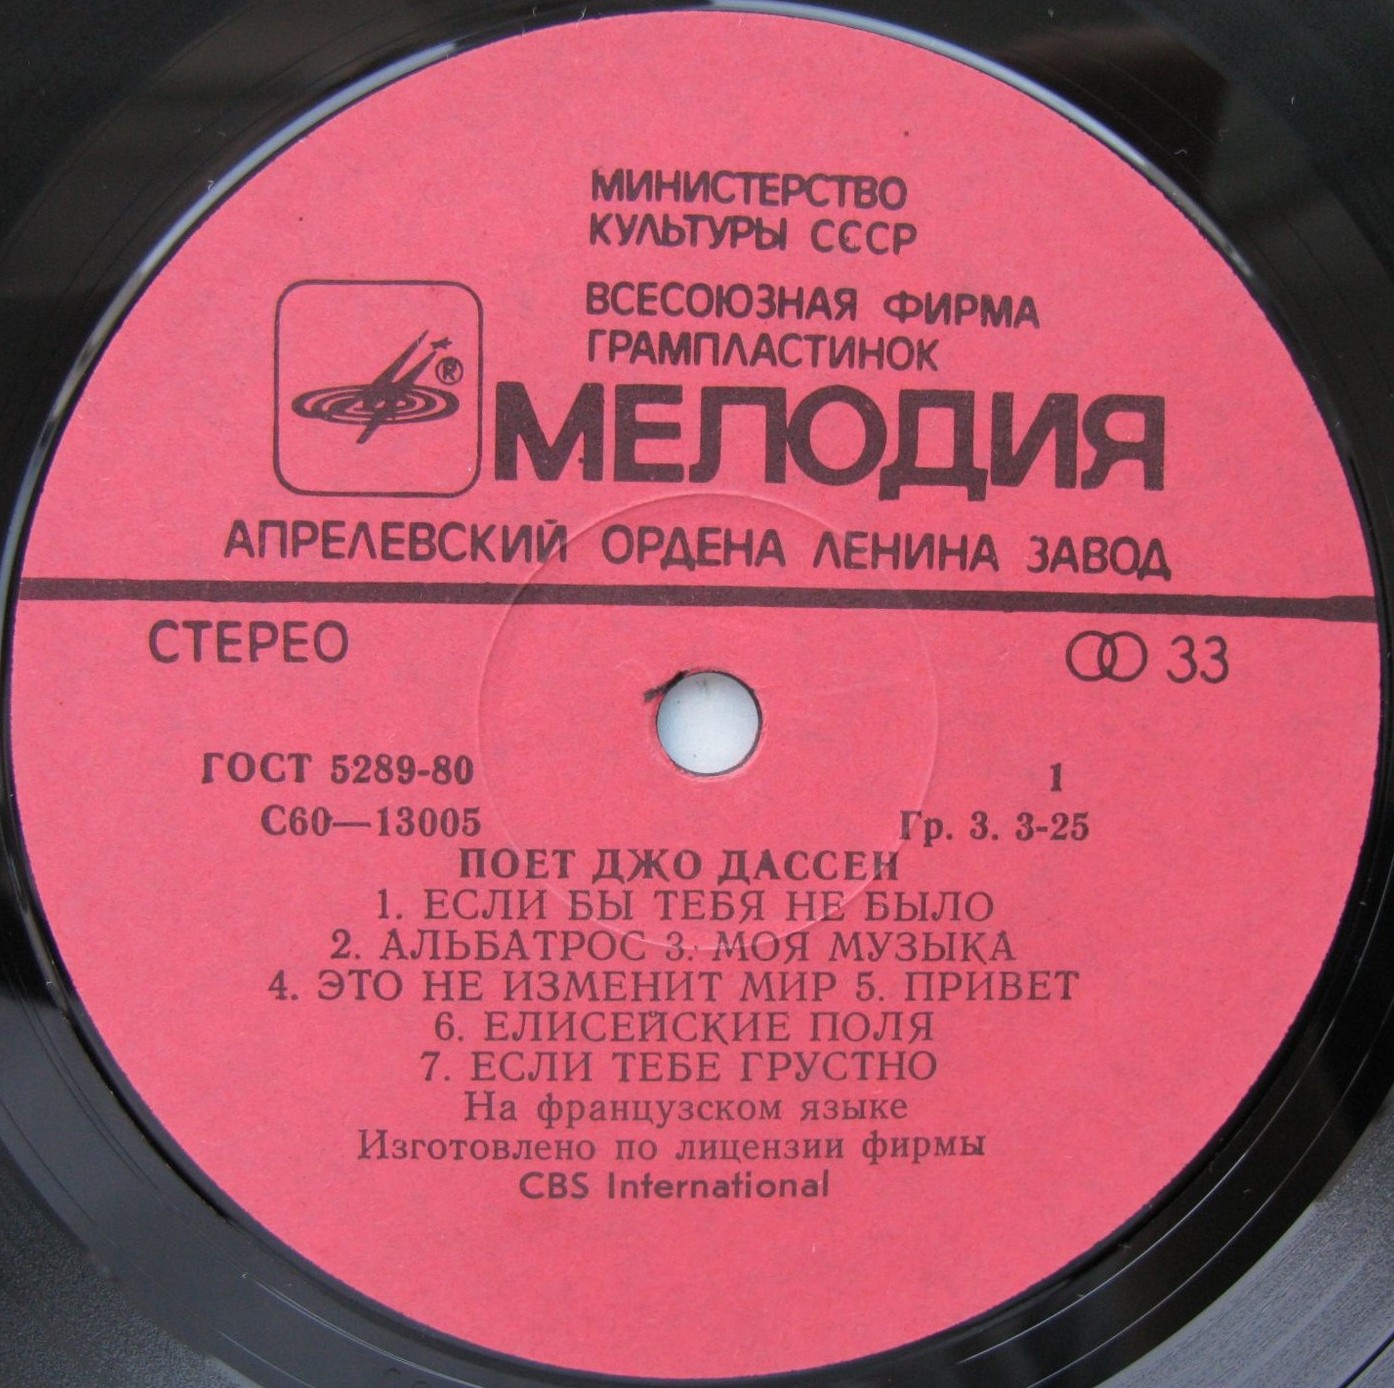 МИНИСТЕРСТВО
КУЛЬТУРЫ СССР
ВСЕСОЮЗНАЯ ФИРМА
ГРАМПЛАСТИНОК
®
МЕЛОДИЯ
АПРЕЛЕВСКИЙ ОРДЕНА ЛЕНИНА ЗАВОД
СТЕРЕО
33
ГОСТ 5289-80
1
С60—13005
Гр. 3. 3-25
ПОЕТ ДЖО ДАССЕН
1. ЕСЛИ БЫ ТЕБЯ НЕ БЫЛО
2. АЛЬБАТРОС 3. МОЯ МУЗЫКА
4. ЭТО НЕ ИЗМЕНИТ МИР 5. ПРИВЕТ
6. ЕЛИСЕЙСКИЕ ПОЛЯ
7. ЕСЛИ ТЕБЕ ГРУСТНО
На французском языке
Изготовлено по лицензии фирмы
CBS International